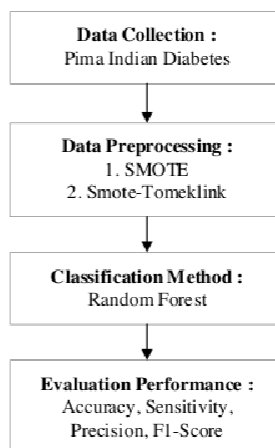 Data Collection :
Pima Indian Diabetes
Data Preprocessing :
1. SMOTE
2. Smote-Tomeklink
Classification Method :
Random Forest
Evaluation Performance :
Accuracy, Sensitivity,
Precision, F1-Score